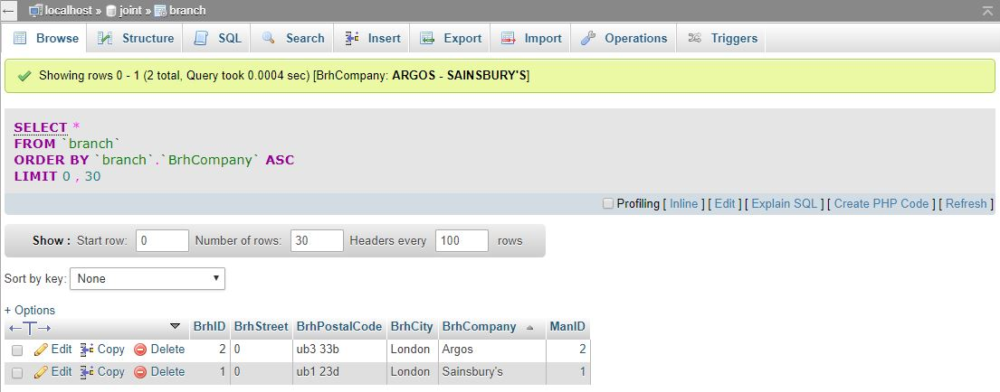 localhost » joint » branch
Browse Structure SQL Search Insert Export Import Operations Triggers
Showing rows 0 - 1 (2 total, Query took 0.0004 sec) [BrhCompany: ARGOS - SAINSBURY'S]
SELECT *
FROM `branch`
ORDER BY `branch`.`BrhCompany` ASC
LIMIT 0 , 30
Profiling [ Inline ] [ Edit ] [ Explain SQL ] [ Create PHP Code ] [ Refresh ]
Show : Start row: 0 Number of rows: 30 Headers every 100 rows
Sort by key: None
+ Options
←T→ BrhID BrhStreet BrhPostalCode BrhCity BrhCompany ManID
Edit Copy Delete 2 0 ub3 33b London Argos 2
Edit Copy Delete 1 0 ub1 23d London Sainsbury's 1